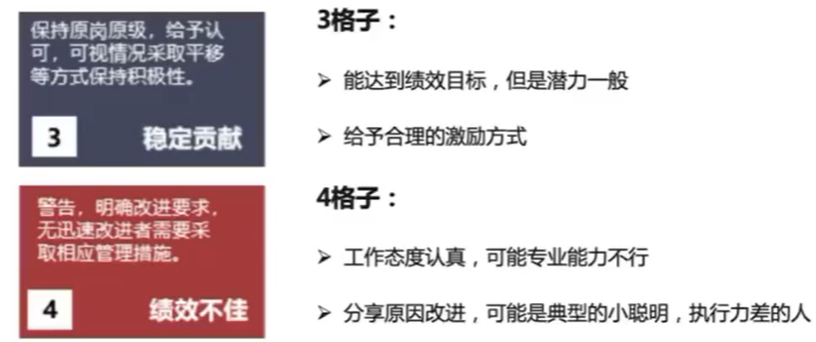 保持原岗原级，给予认
可，可视情况采取平移
等方式保持积极性。
3
稳定贡献
3格子：
➢ 能达到绩效目标，但是潜力一般
➢ 给予合理的激励方式
警告，明确改进要求，
无迅速改进者需要采
取相应管理措施。
4
绩效不佳
4格子：
➢ 工作态度认真，可能专业能力不行
➢ 分享原因改进，可能是典型的小聪明，执行力差的人